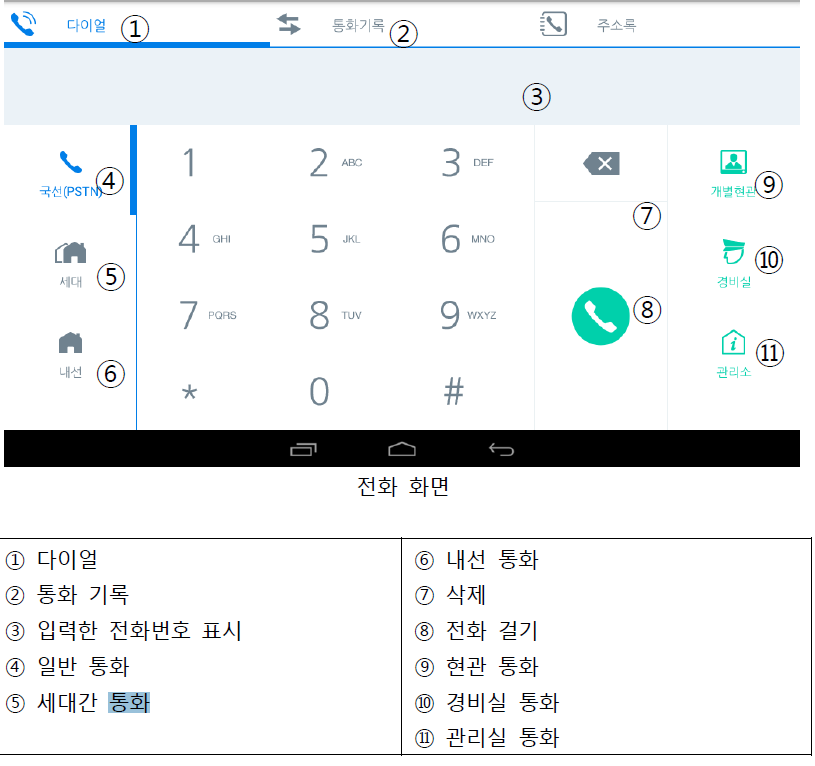 다이얼 ① 통화기록 ② 주소록
③
국선(PSTN) ④ 1 2 ABC 3 DEF 개별현관 ⑨
⑦
세대 ⑤ 4 GHI 5 JKL 6 MNO 경비실 ⑩
7 PQRS 8 TUV 9 WXYZ ⑧
내선 ⑥ * 0 # 관리소 ⑪
전화 화면
① 다이얼
② 통화 기록
③ 입력한 전화번호 표시
④ 일반 통화
⑤ 세대간 통화
⑥ 내선 통화
⑦ 삭제
⑧ 전화 걸기
⑨ 현관 통화
⑩ 경비실 통화
⑪ 관리실 통화